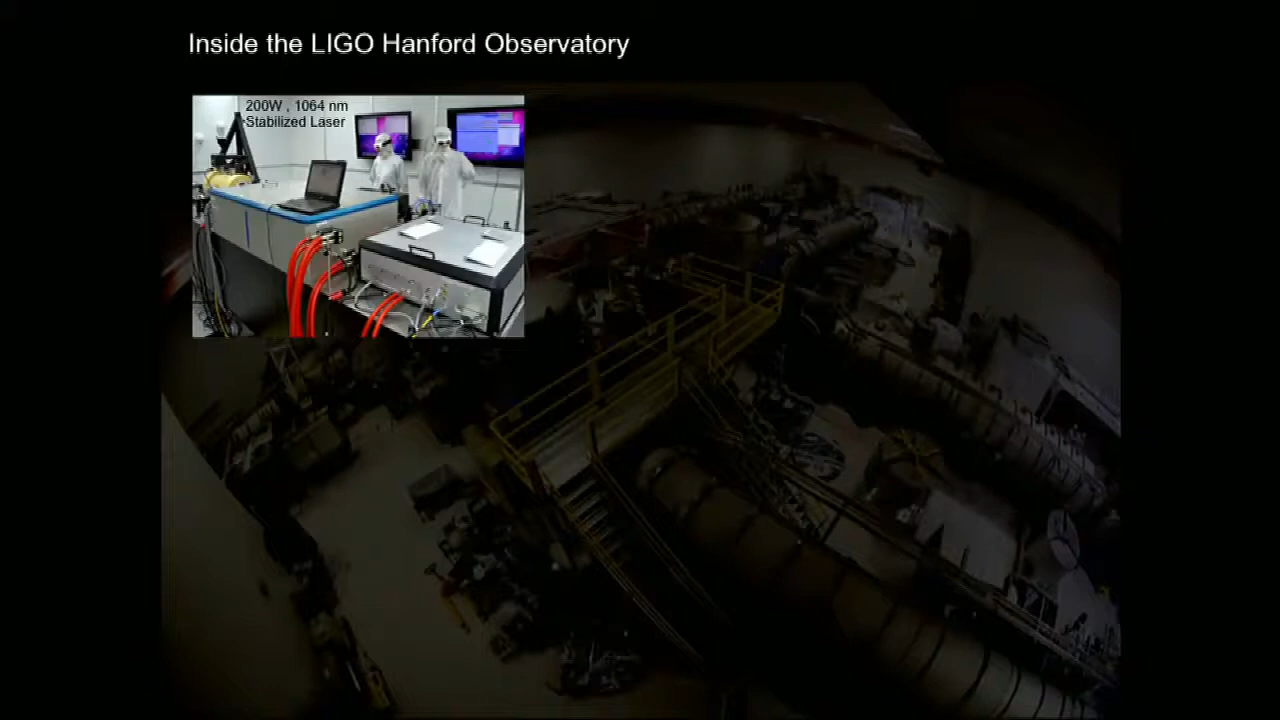 Inside the LIGO Hanford Observatory
200W , 1064 nm
Stabilized Laser